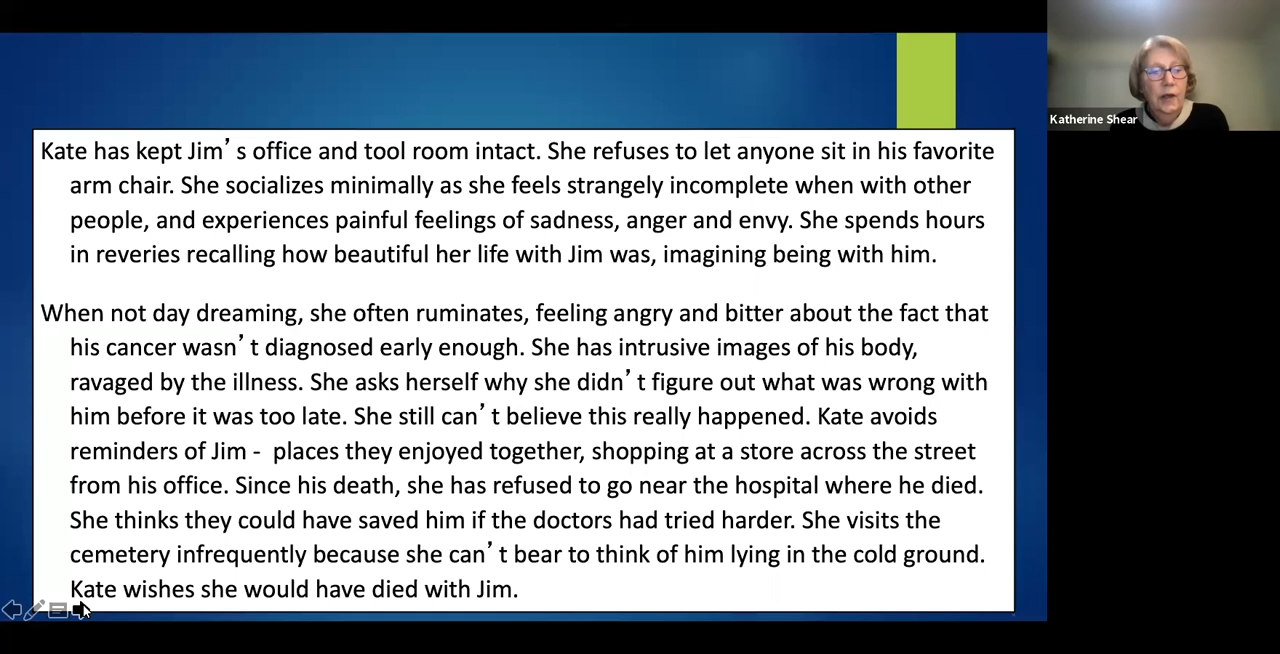 Katherine Shear
Kate has kept Jim's office and tool room intact. She refuses to let anyone sit in his favorite
arm chair. She socializes minimally as she feels strangely incomplete when with other
people, and experiences painful feelings of sadness, anger and envy. She spends hours
in reveries recalling how beautiful her life with Jim was, imagining being with him.
When not day dreaming, she often ruminates, feeling angry and bitter about the fact that
his cancer wasn't diagnosed early enough. She has intrusive images of his body,
ravaged by the illness. She asks herself why she didn't figure out what was wrong with
him before it was too late. She still can't believe this really happened. Kate avoids
reminders of Jim - places they enjoyed together, shopping at a store across the street
from his office. Since his death, she has refused to go near the hospital where he died.
She thinks they could have saved him if the doctors had tried harder. She visits the
cemetery infrequently because she can't bear to think of him lying in the cold ground.
Kate wishes she would have died with Jim.